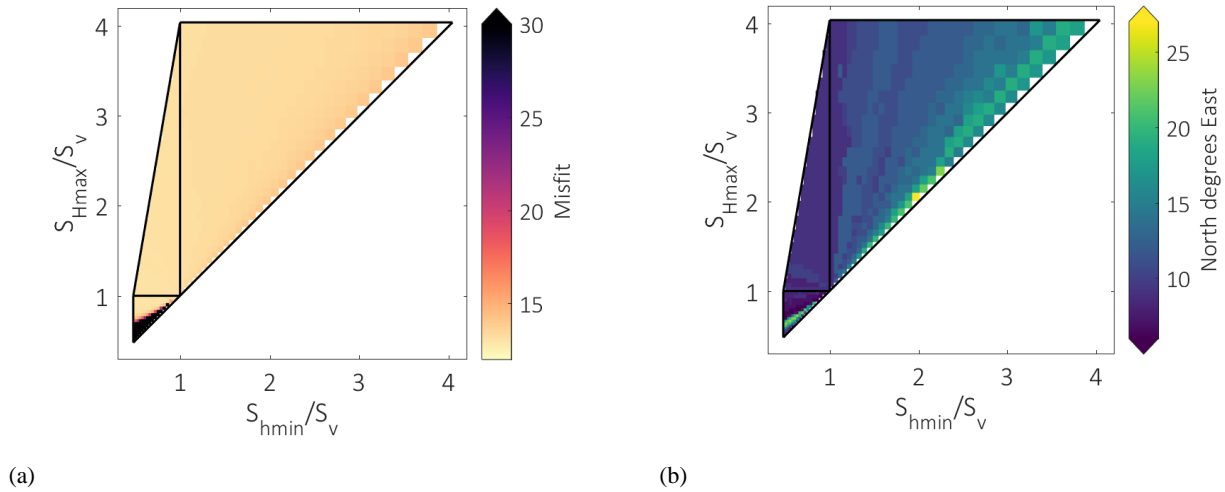 4
3
2
1
S_Hmax/S_v
1 2 3 4
S_hmin/S_v
30
25
20
15
Misfit
(a)
4
3
2
1
S_Hmax/S_v
1 2 3 4
S_hmin/S_v
25
20
15
10
North degrees East
(b)